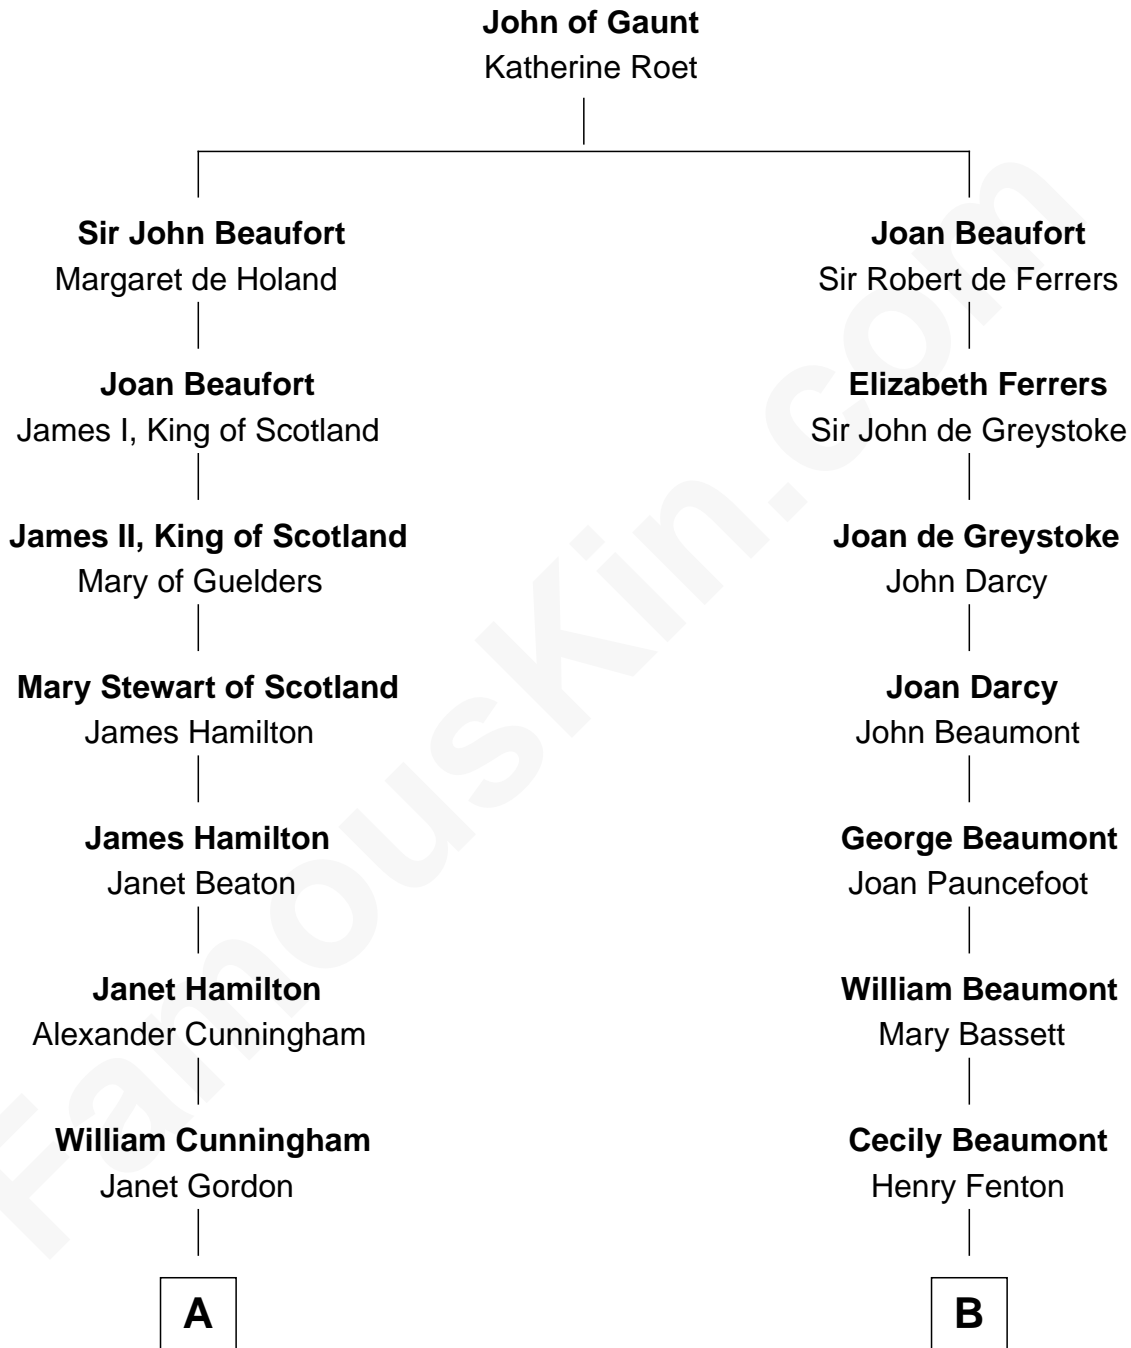 John of Gaunt
Katherine Roet
Sir John Beaufort
Margaret de Holand
Joan Beaufort
Sir Robert de Ferrers
Joan Beaufort
James I, King of Scotland
Elizabeth Ferrers
Sir John de Greystoke
James II, King of Scotland
Mary of Guelders
Joan de Greystoke
John Darcy
Mary Stewart of Scotland
James Hamilton
Joan Darcy
John Beaumont
James Hamilton
Janet Beaton
George Beaumont
Joan Pauncefoot
Janet Hamilton
Alexander Cunningham
William Beaumont
Mary Bassett
William Cunningham
Janet Gordon
Cecily Beaumont
Henry Fenton
A
B
FamousKin.com